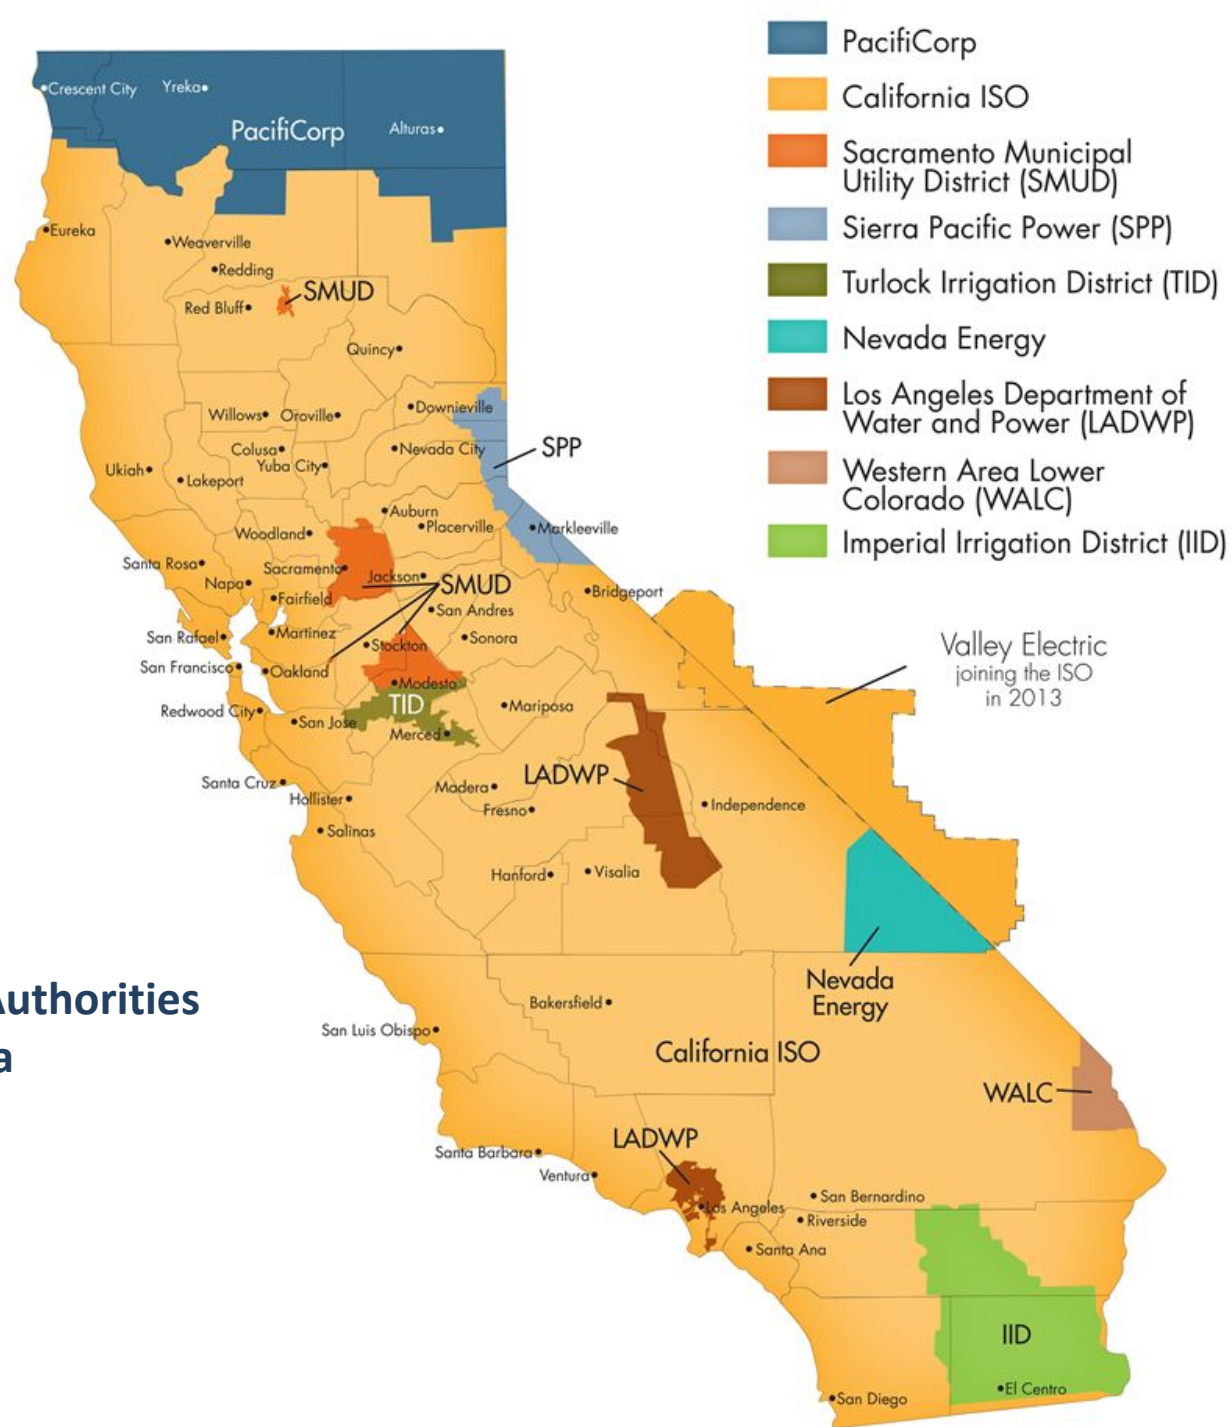 PacifiCorp
California ISO
Sacramento Municipal
Utility District (SMUD)
Sierra Pacific Power (SPP)
Turlock Irrigation District (TID)
Nevada Energy
Los Angeles Department of
Water and Power (LADWP)
Western Area Lower
Colorado (WALC)
Imperial Irrigation District (IID)
Crescent City
Yreka
PacifiCorp
Alturas
Eureka
Weaverville
Redding
SMUD
Red Bluff
Quincy
Willows
Oroville
Downieville
Colusa
Nevada City
SPP
Yuba City
Ukiah
Lakeport
Auburn
Placerville
Markleeville
Woodland
Santa Rosa
Sacramento
Jackson
Napa
SMUD
Fairfield
San Andres
Bridgeport
San Rafael
Martinez
Stockton
Sonora
San Francisco
Oakland
Valley Electric
joining the ISO
in 2013
Modesto
TID
Mariposa
Redwood City
San Jose
Merced
Santa Cruz
LADWP
Madera
Hollister
Fresno
Independence
Salinas
Hanford
Visalia
Nevada
Energy
Authorities
a
Bakersfield
San Luis Obispo
California ISO
WALC
LADWP
Santa Barbara
Ventura
San Bernardino
Los Angeles
Riverside
Santa Ana
IID
El Centro
San Diego